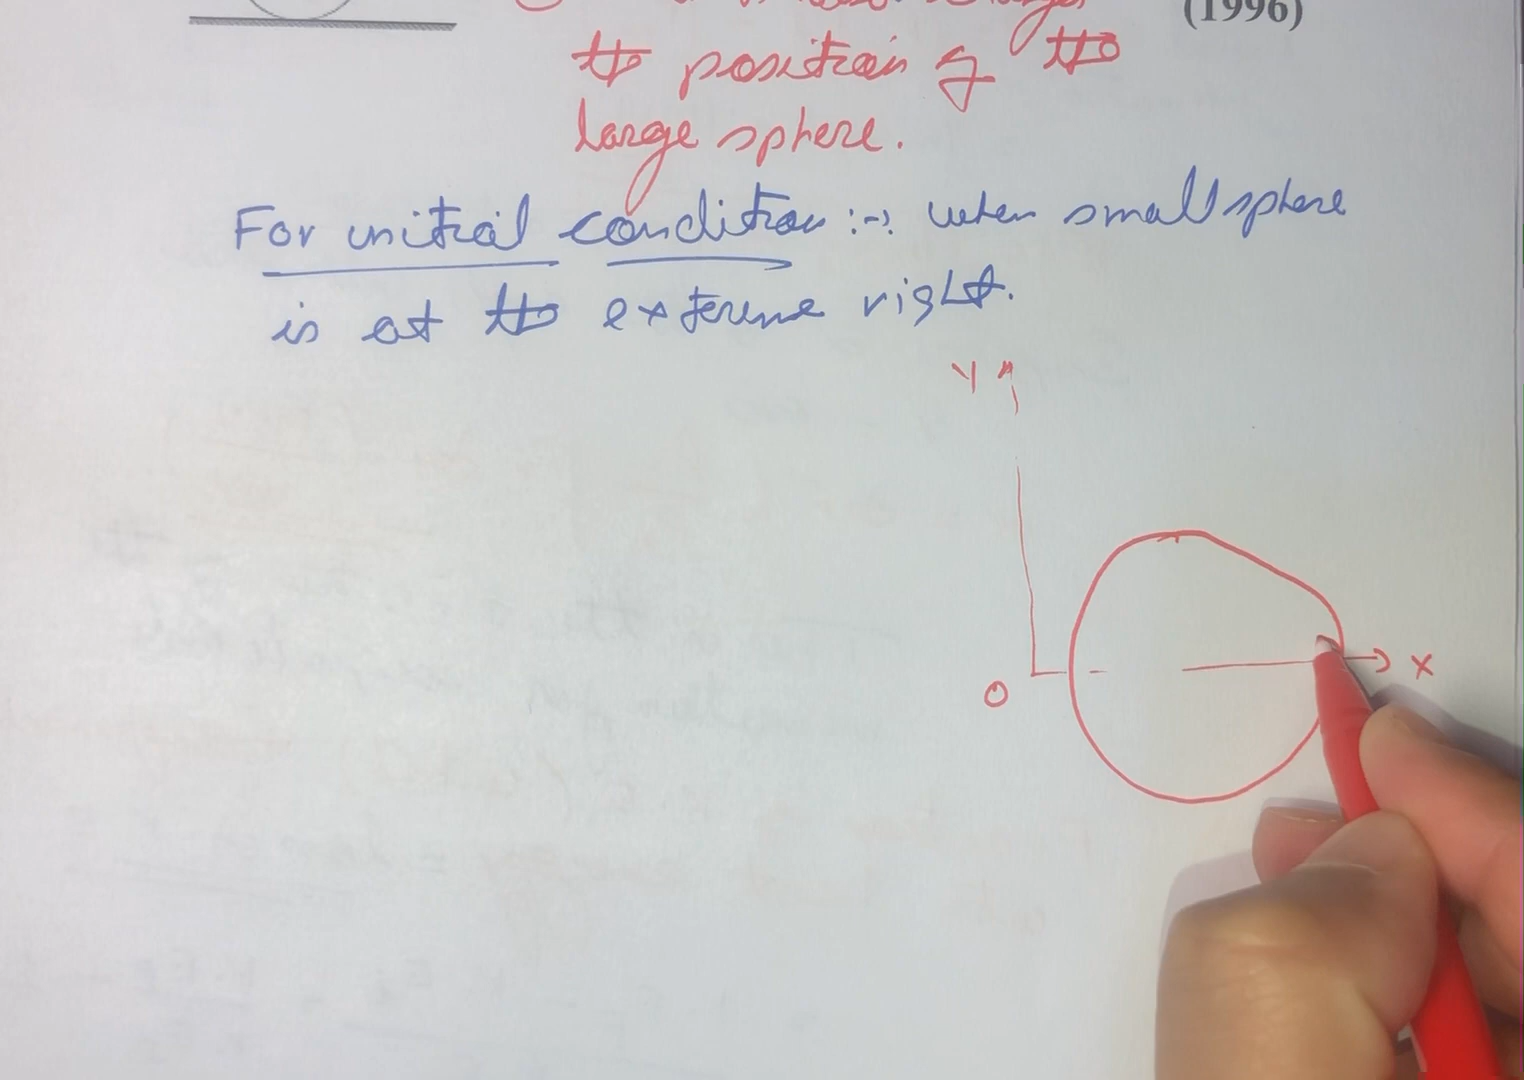 (1996)
the position of the
large sphere.
For initial condition :→ when small sphere
is at the extreme right.
Y
O
X